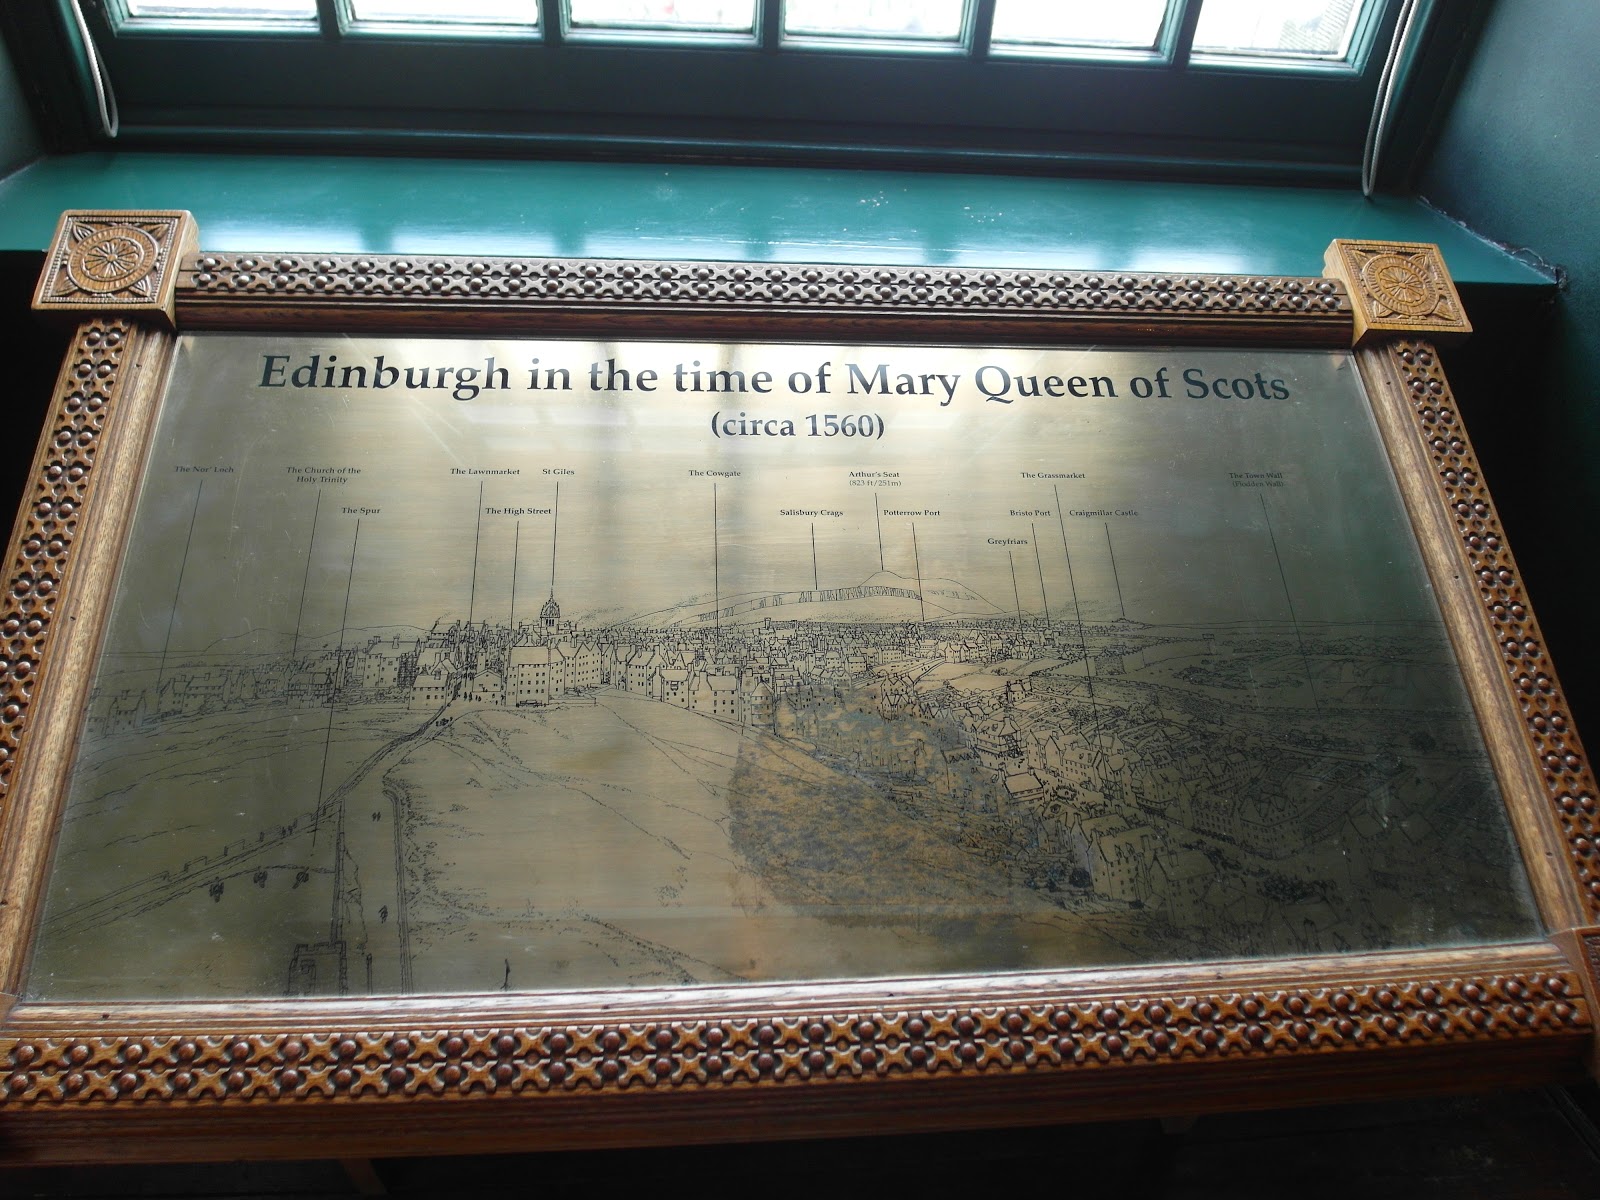 Edinburgh in the time of Mary Queen of Scots
(circa 1560)
The Nor' Loch
The Church of the
Holy Trinity
The Spur
The Lawnmarket
The High Street
St Giles
The Cowgate
Salisbury Crags
Arthur's Seat
(823 ft/251m)
Potterrow Port
Greyfriars
Bristo Port
The Grassmarket
Craigmillar Castle
The Town Wall
(Flodden Wall)